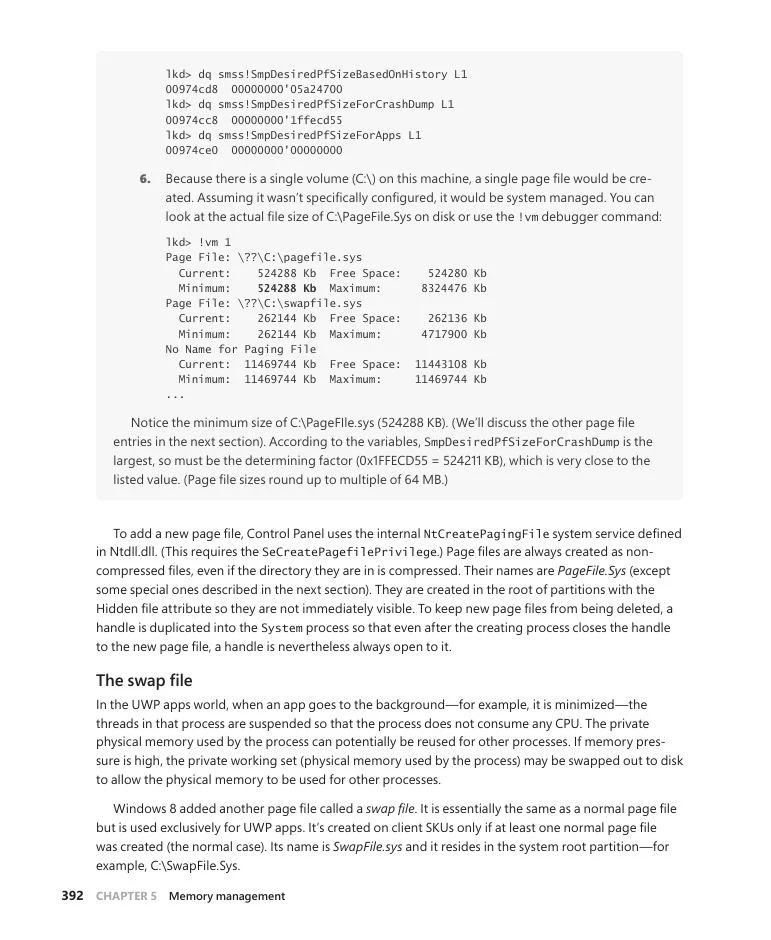 lkd> dq smss!SmpDesiredPfSizeBasedOnHistory L1
00974cd8  00000000'05a24700
lkd> dq smss!SmpDesiredPfSizeForCrashDump L1
00974cc8  00000000'1ffecd55
lkd> dq smss!SmpDesiredPfSizeForApps L1
00974ce0  00000000'00000000
6. Because there is a single volume (C:\) on this machine, a single page file would be cre-
ated. Assuming it wasn't specifically configured, it would be system managed. You can
look at the actual file size of C:\PageFile.Sys on disk or use the !vm debugger command:
lkd> !vm 1
Page File: \??\C:\pagefile.sys
  Current:    524288 Kb  Free Space:    524280 Kb
  Minimum:    524288 Kb  Maximum:      8324476 Kb
Page File: \??\C:\swapfile.sys
  Current:    262144 Kb  Free Space:    262136 Kb
  Minimum:    262144 Kb  Maximum:      4717900 Kb
No Name for Paging File
  Current:  11469744 Kb  Free Space:  11443108 Kb
  Minimum:  11469744 Kb  Maximum:     11469744 Kb
...
Notice the minimum size of C:\PageFIle.sys (524288 KB). (We'll discuss the other page file
entries in the next section). According to the variables, SmpDesiredPfSizeForCrashDump is the
largest, so must be the determining factor (0x1FFECD55 = 524211 KB), which is very close to the
listed value. (Page file sizes round up to multiple of 64 MB.)
To add a new page file, Control Panel uses the internal NtCreatePagingFile system service defined
in Ntdll.dll. (This requires the SeCreatePagefilePrivilege.) Page files are always created as non-
compressed files, even if the directory they are in is compressed. Their names are PageFile.Sys (except
some special ones described in the next section). They are created in the root of partitions with the
Hidden file attribute so they are not immediately visible. To keep new page files from being deleted, a
handle is duplicated into the System process so that even after the creating process closes the handle
to the new page file, a handle is nevertheless always open to it.
The swap file
In the UWP apps world, when an app goes to the background—for example, it is minimized—the
threads in that process are suspended so that the process does not consume any CPU. The private
physical memory used by the process can potentially be reused for other processes. If memory pres-
sure is high, the private working set (physical memory used by the process) may be swapped out to disk
to allow the physical memory to be used for other processes.
Windows 8 added another page file called a swap file. It is essentially the same as a normal page file
but is used exclusively for UWP apps. It's created on client SKUs only if at least one normal page file
was created (the normal case). Its name is SwapFile.sys and it resides in the system root partition—for
example, C:\SwapFile.Sys.
392 CHAPTER 5 Memory management